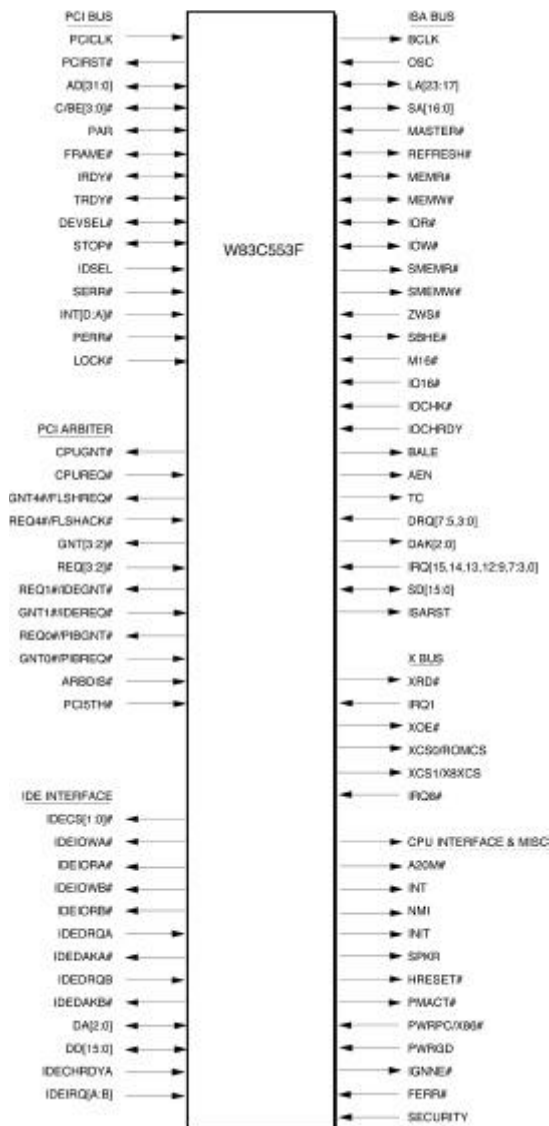 PCI BUS
PCICLK
PCIRST#
AD[31:0]
C/BE[3:0]#
PAR
FRAME#
IRDY#
TRDY#
DEVSEL#
STOP#
IDSEL
SERR#
INT[D:A]#
PERR#
LOCK#
PCI ARBITER
CPUGNT#
CPUREQ#
GNT4#/FLSHREQ#
REQ4#/FLSHACK#
GNT[3:2]#
REQ[3:2]#
REQ1#/IDEGNT#
GNT1#/IDEREQ#
REQ0#/PIBGNT#
GNT0#/PIBREQ#
ARBDIS#
PCI5TH#
IDE INTERFACE
IDECS[1:0]#
IDEIOWA#
IDEIORA#
IDEIOWB#
IDEIORB#
IDEDRQA
IDEDAKA#
IDEDRQB
IDEDAKB#
DA[2:0]
DD[15:0]
IDECHRDYA
IDEIRQ[A:B]
W83C553F
ISA BUS
BCLK
OSC
LA[23:17]
SA[16:0]
MASTER#
REFRESH#
MEMR#
MEMW#
IOR#
IOW#
SMEMR#
SMEMW#
ZWS#
SBHE#
M16#
IO16#
IOCHK#
IOCHRDY
BALE
AEN
TC
DRQ[7:5,3:0]
DAK[2:0]
IRQ[15,14,13,12:9,7:3,0]
SD[15:0]
ISARST
X BUS
XRD#
IRQ1
XOE#
XCS0/ROMCS
XCS1/X8XCS
IRQ8#
CPU INTERFACE & MISC
A20M#
INT
NMI
INIT
SPKR
HRESET#
PMACT#
PWRPC/X86#
PWRGD
IGNNE#
FERR#
SECURITY